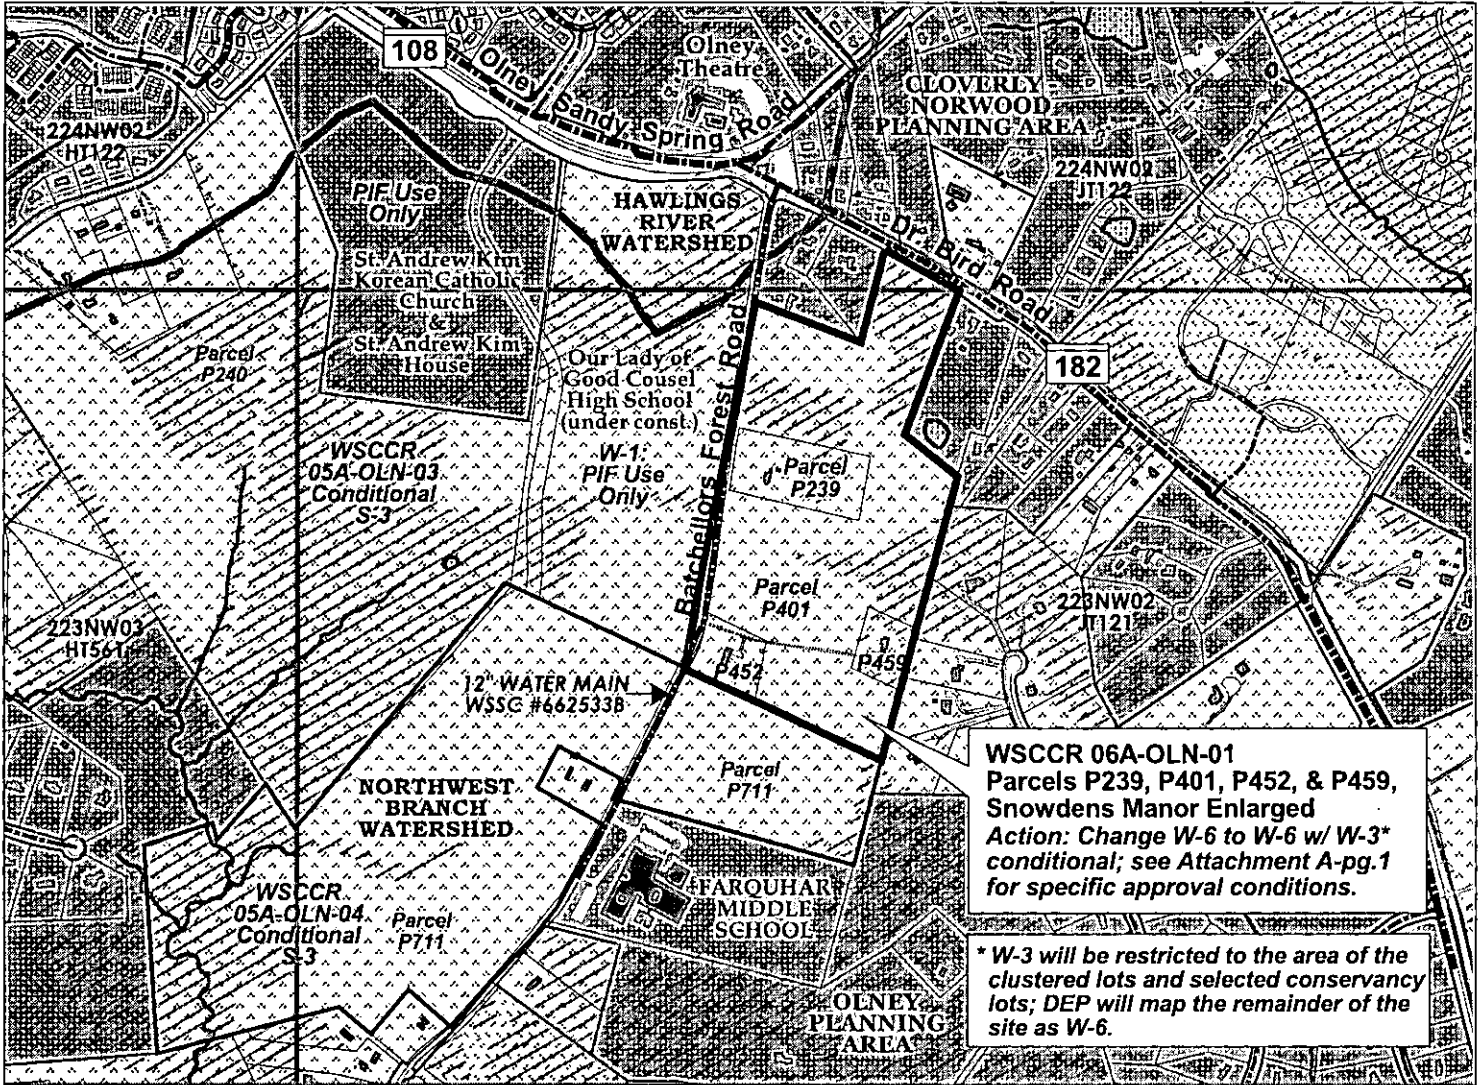 108
Olney
Sandy Spring Road
Olney
Theatre
CLOVERLY
NORWOOD
PLANNING AREA
224NW02
HT122
PIF Use
Only
HAWLINGS
RIVER
WATERSHED
224NW02
JT122
Dr. Bird Road
St. Andrew Kim
Korean Catholic
Church
&
St. Andrew Kim
House
Parcel
P240
Our Lady of
Good Cousel
High School
(under const.)
W-1:
PIF Use
Only
Batchellors Forest Road
182
WSCCR
05A-OLN-03
Conditional
S-3
Parcel
P239
Parcel
P401
223NW03
HT561
223NW02
JT121
P452
P459
12" WATER MAIN
WSSC #662533B
NORTHWEST
BRANCH
WATERSHED
Parcel
P711
WSCCR 06A-OLN-01
Parcels P239, P401, P452, & P459,
Snowdens Manor Enlarged
Action: Change W-6 to W-6 w/ W-3*
conditional; see Attachment A-pg.1
for specific approval conditions.
WSCCR
05A-OLN-04
Conditional
S-3
Parcel
P711
FARQUHAR
MIDDLE
SCHOOL
OLNEY
PLANNING
AREA
* W-3 will be restricted to the area of the
clustered lots and selected conservancy
lots; DEP will map the remainder of the
site as W-6.